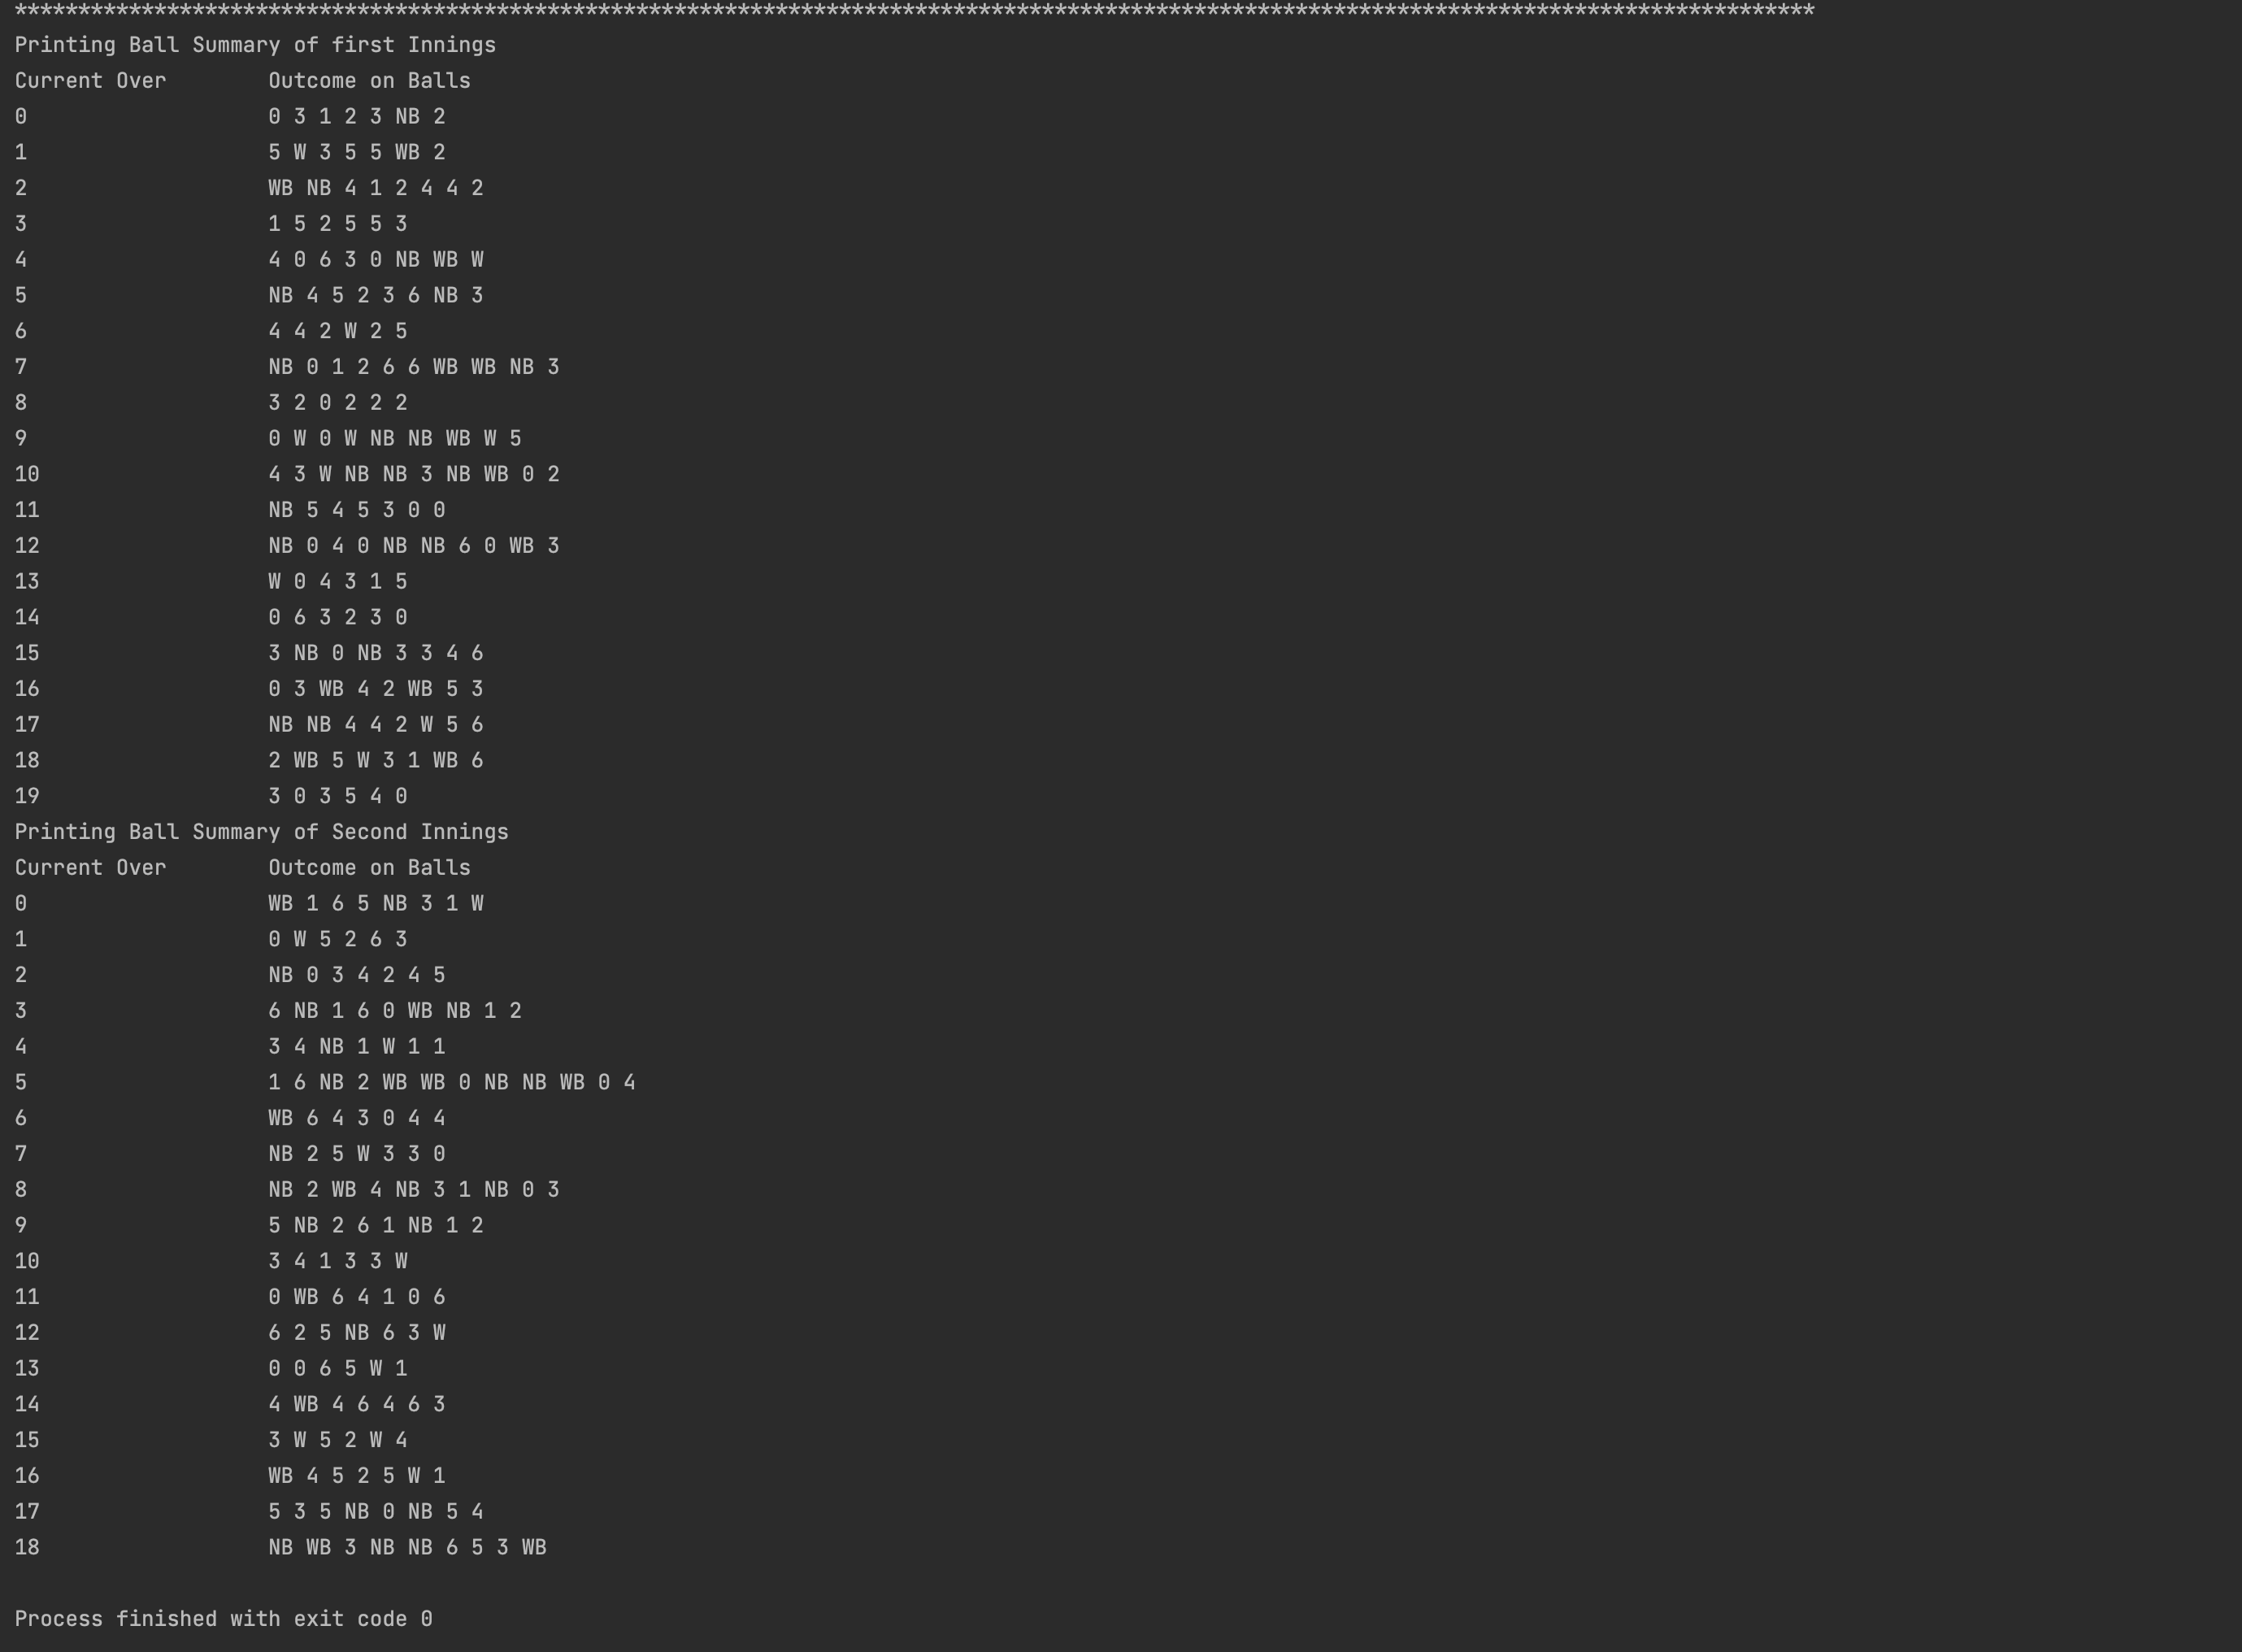 **********************************************************************************************************************************************
Printing Ball Summary of first Innings
Current Over        Outcome on Balls
0                   0 3 1 2 3 NB 2
1                   5 W 3 5 5 WB 2
2                   WB NB 4 1 2 4 4 2
3                   1 5 2 5 5 3
4                   4 0 6 3 0 NB WB W
5                   NB 4 5 2 3 6 NB 3
6                   4 4 2 W 2 5
7                   NB 0 1 2 6 6 WB WB NB 3
8                   3 2 0 2 2 2
9                   0 W 0 W NB NB WB W 5
10                  4 3 W NB NB 3 NB WB 0 2
11                  NB 5 4 5 3 0 0
12                  NB 0 4 0 NB NB 6 0 WB 3
13                  W 0 4 3 1 5
14                  0 6 3 2 3 0
15                  3 NB 0 NB 3 3 4 6
16                  0 3 WB 4 2 WB 5 3
17                  NB NB 4 4 2 W 5 6
18                  2 WB 5 W 3 1 WB 6
19                  3 0 3 5 4 0
Printing Ball Summary of Second Innings
Current Over        Outcome on Balls
0                   WB 1 6 5 NB 3 1 W
1                   0 W 5 2 6 3
2                   NB 0 3 4 2 4 5
3                   6 NB 1 6 0 WB NB 1 2
4                   3 4 NB 1 W 1 1
5                   1 6 NB 2 WB WB 0 NB NB WB 0 4
6                   WB 6 4 3 0 4 4
7                   NB 2 5 W 3 3 0
8                   NB 2 WB 4 NB 3 1 NB 0 3
9                   5 NB 2 6 1 NB 1 2
10                  3 4 1 3 3 W
11                  0 WB 6 4 1 0 6
12                  6 2 5 NB 6 3 W
13                  0 0 6 5 W 1
14                  4 WB 4 6 4 6 3
15                  3 W 5 2 W 4
16                  WB 4 5 2 5 W 1
17                  5 3 5 NB 0 NB 5 4
18                  NB WB 3 NB NB 6 5 3 WB
Process finished with exit code 0